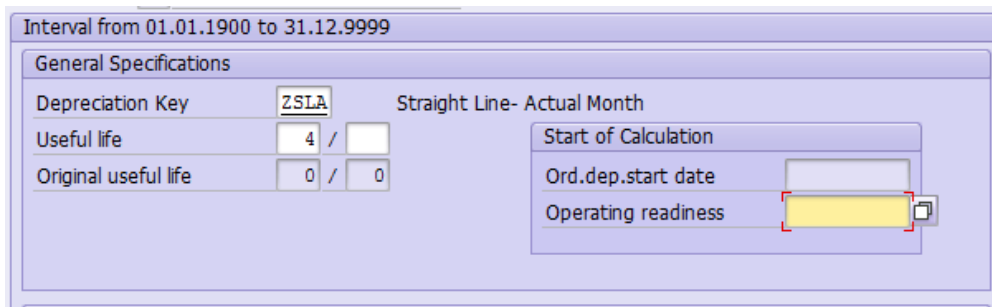 Interval from 01.01.1900 to 31.12.9999
General Specifications
Depreciation Key ZSLA Straight Line- Actual Month
Useful life 4 /
Start of Calculation
Original useful life 0 / 0
Ord.dep.start date
Operating readiness